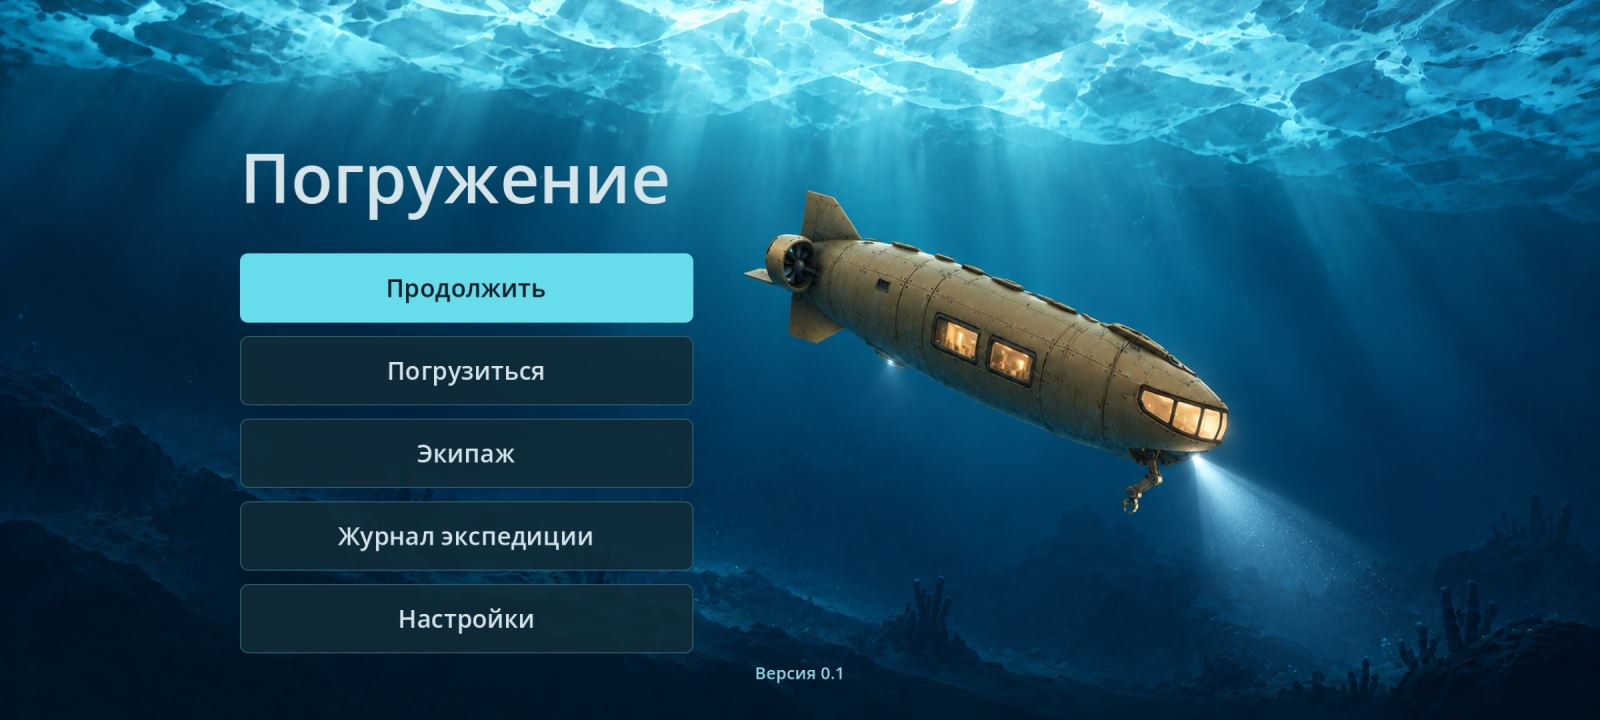 Погружение
Продолжить
Погрузиться
Экипаж
Журнал экспедиции
Настройки
Версия 0.1